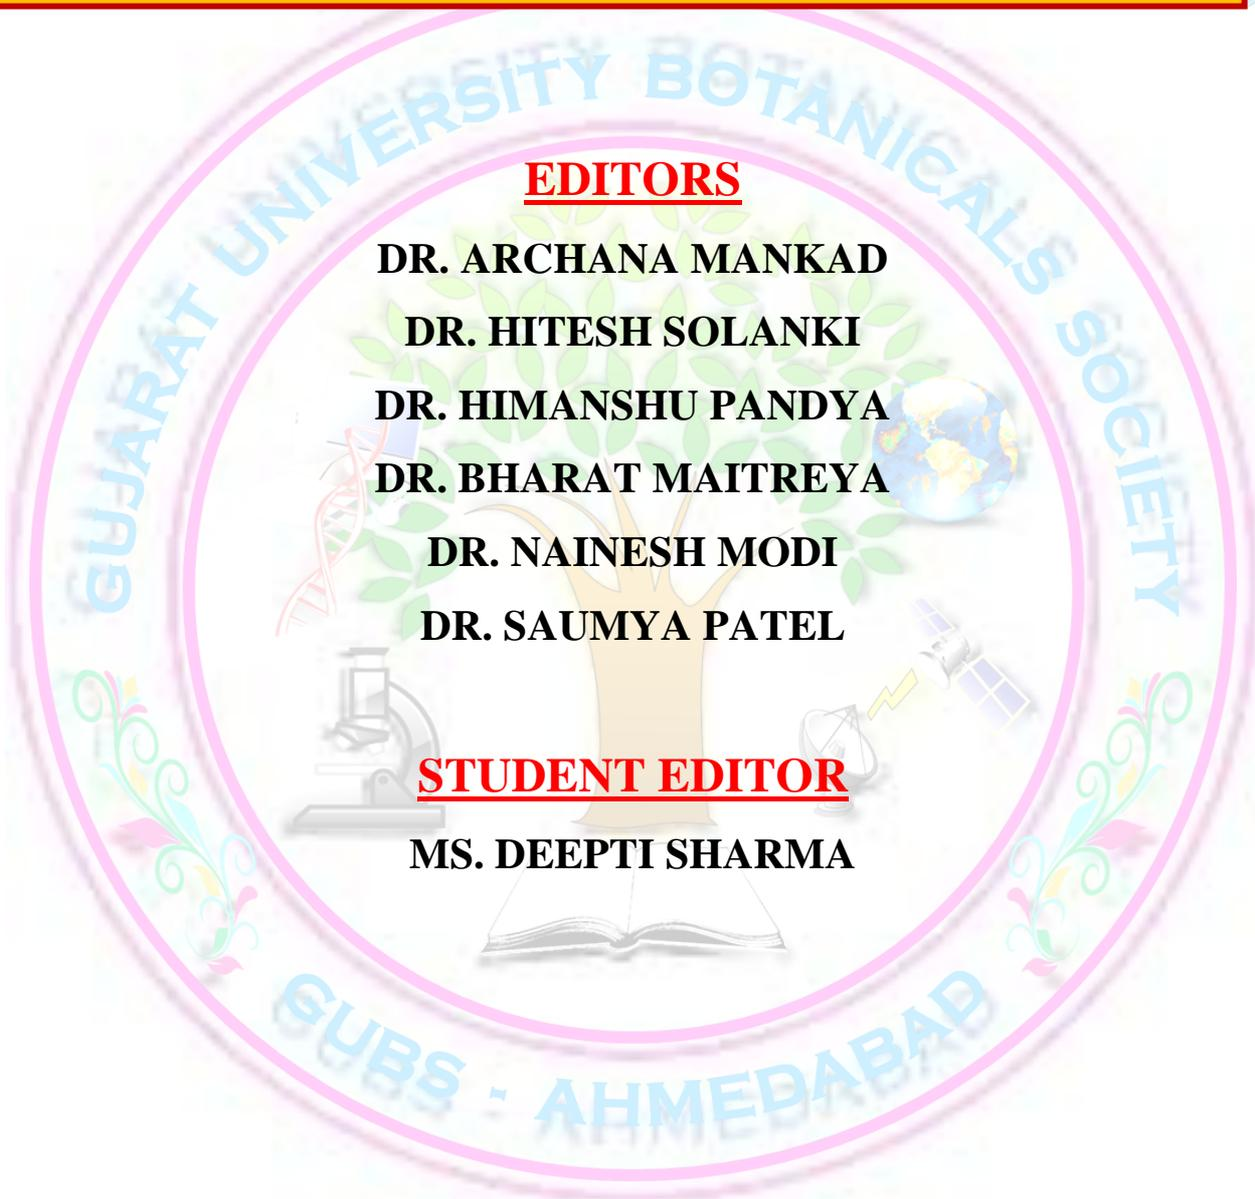 GUJARAT UNIVERSITY BOTANICALS SOCIETY
EDITORS
DR. ARCHANA MANKAD
DR. HITESH SOLANKI
DR. HIMANSHU PANDYA
DR. BHARAT MAITREYA
DR. NAINESH MODI
DR. SAUMYA PATEL
STUDENT EDITOR
MS. DEEPTI SHARMA
GUBS - AHMEDABAD